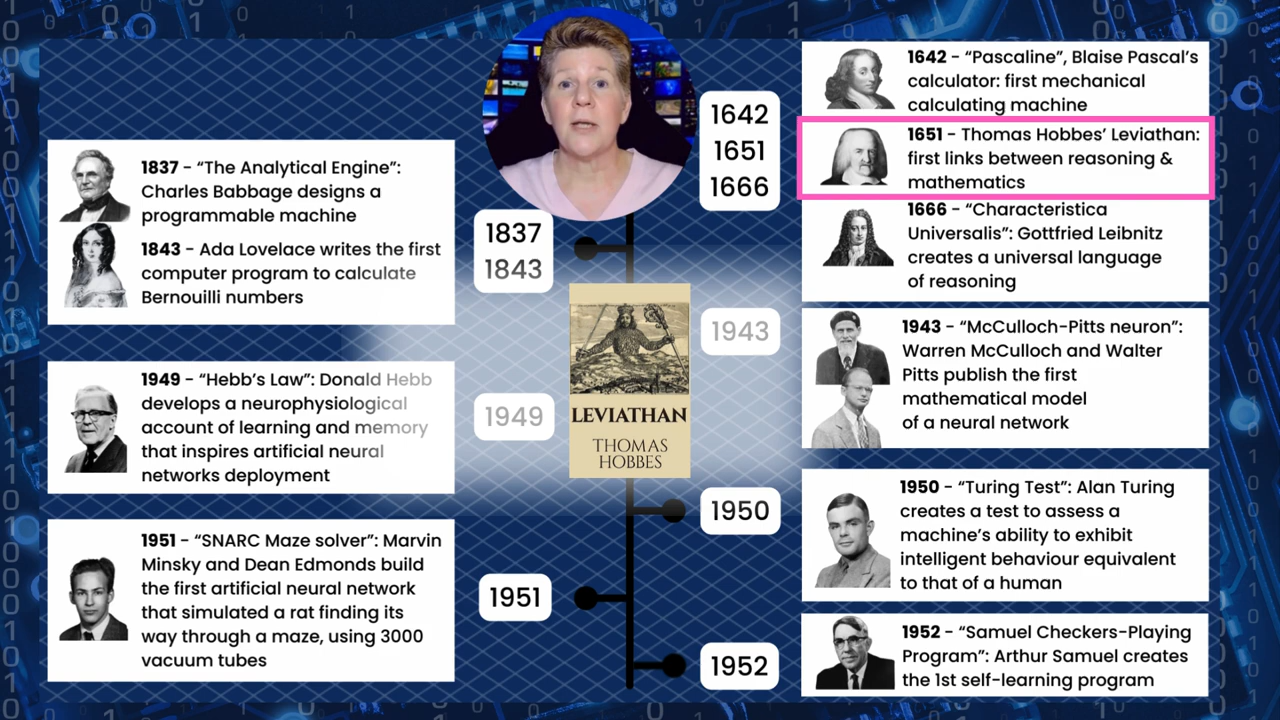 1642 - “Pascaline”, Blaise Pascal’s
calculator: first mechanical
calculating machine
1651 - Thomas Hobbes’ Leviathan:
first links between reasoning &
mathematics
1666 - “Characteristica
Universalis”: Gottfried Leibnitz
creates a universal language
of reasoning
1642
1651
1666
1837 - “The Analytical Engine”:
Charles Babbage designs a
programmable machine
1843 - Ada Lovelace writes the first
computer program to calculate
Bernouilli numbers
1837
1843
1943
1943 - “McCulloch-Pitts neuron”:
Warren McCulloch and Walter
Pitts publish the first
mathematical model
of a neural network
1949 - “Hebb’s Law”: Donald Hebb
develops a neurophysiological
account of learning and memory
that inspires artificial neural
networks deployment
1949
LEVIATHAN
THOMAS
HOBBES
1950
1950 - “Turing Test”: Alan Turing
creates a test to assess a
machine’s ability to exhibit
intelligent behaviour equivalent
to that of a human
1951 - “SNARC Maze solver”: Marvin
Minsky and Dean Edmonds build
the first artificial neural network
that simulated a rat finding its
way through a maze, using 3000
vacuum tubes
1951
1952
1952 - “Samuel Checkers-Playing
Program”: Arthur Samuel creates
the 1st self-learning program